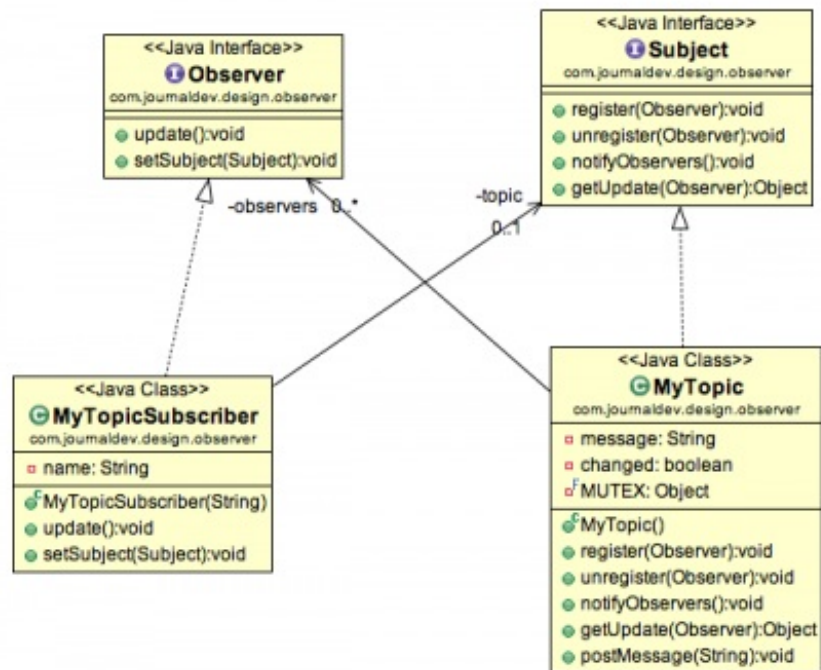 <<Java Interface>>
Observer
com.journaldev.design.observer
update():void
setSubject(Subject):void
<<Java Interface>>
Subject
com.journaldev.design.observer
register(Observer):void
unregister(Observer):void
notifyObservers():void
getUpdate(Observer):Object
-observers 0..*
-topic
0..1
<<Java Class>>
MyTopicSubscriber
com.journaldev.design.observer
name: String
MyTopicSubscriber(String)
update():void
setSubject(Subject):void
<<Java Class>>
MyTopic
com.journaldev.design.observer
message: String
changed: boolean
MUTEX: Object
MyTopic()
register(Observer):void
unregister(Observer):void
notifyObservers():void
getUpdate(Observer):Object
postMessage(String):void